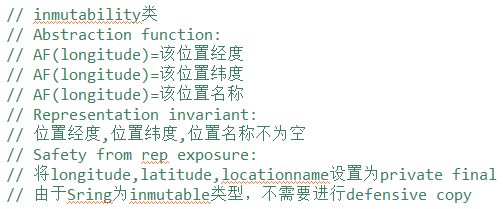 // inmutability类
// Abstraction function:
// AF(longitude)=该位置经度
// AF(longitude)=该位置纬度
// AF(longitude)=该位置名称
// Representation invariant:
// 位置经度,位置纬度,位置名称不为空
// Safety from rep exposure:
// 将longitude,latitude,locationname设置为private final
// 由于Sring为inmutable类型，不需要进行defensive copy